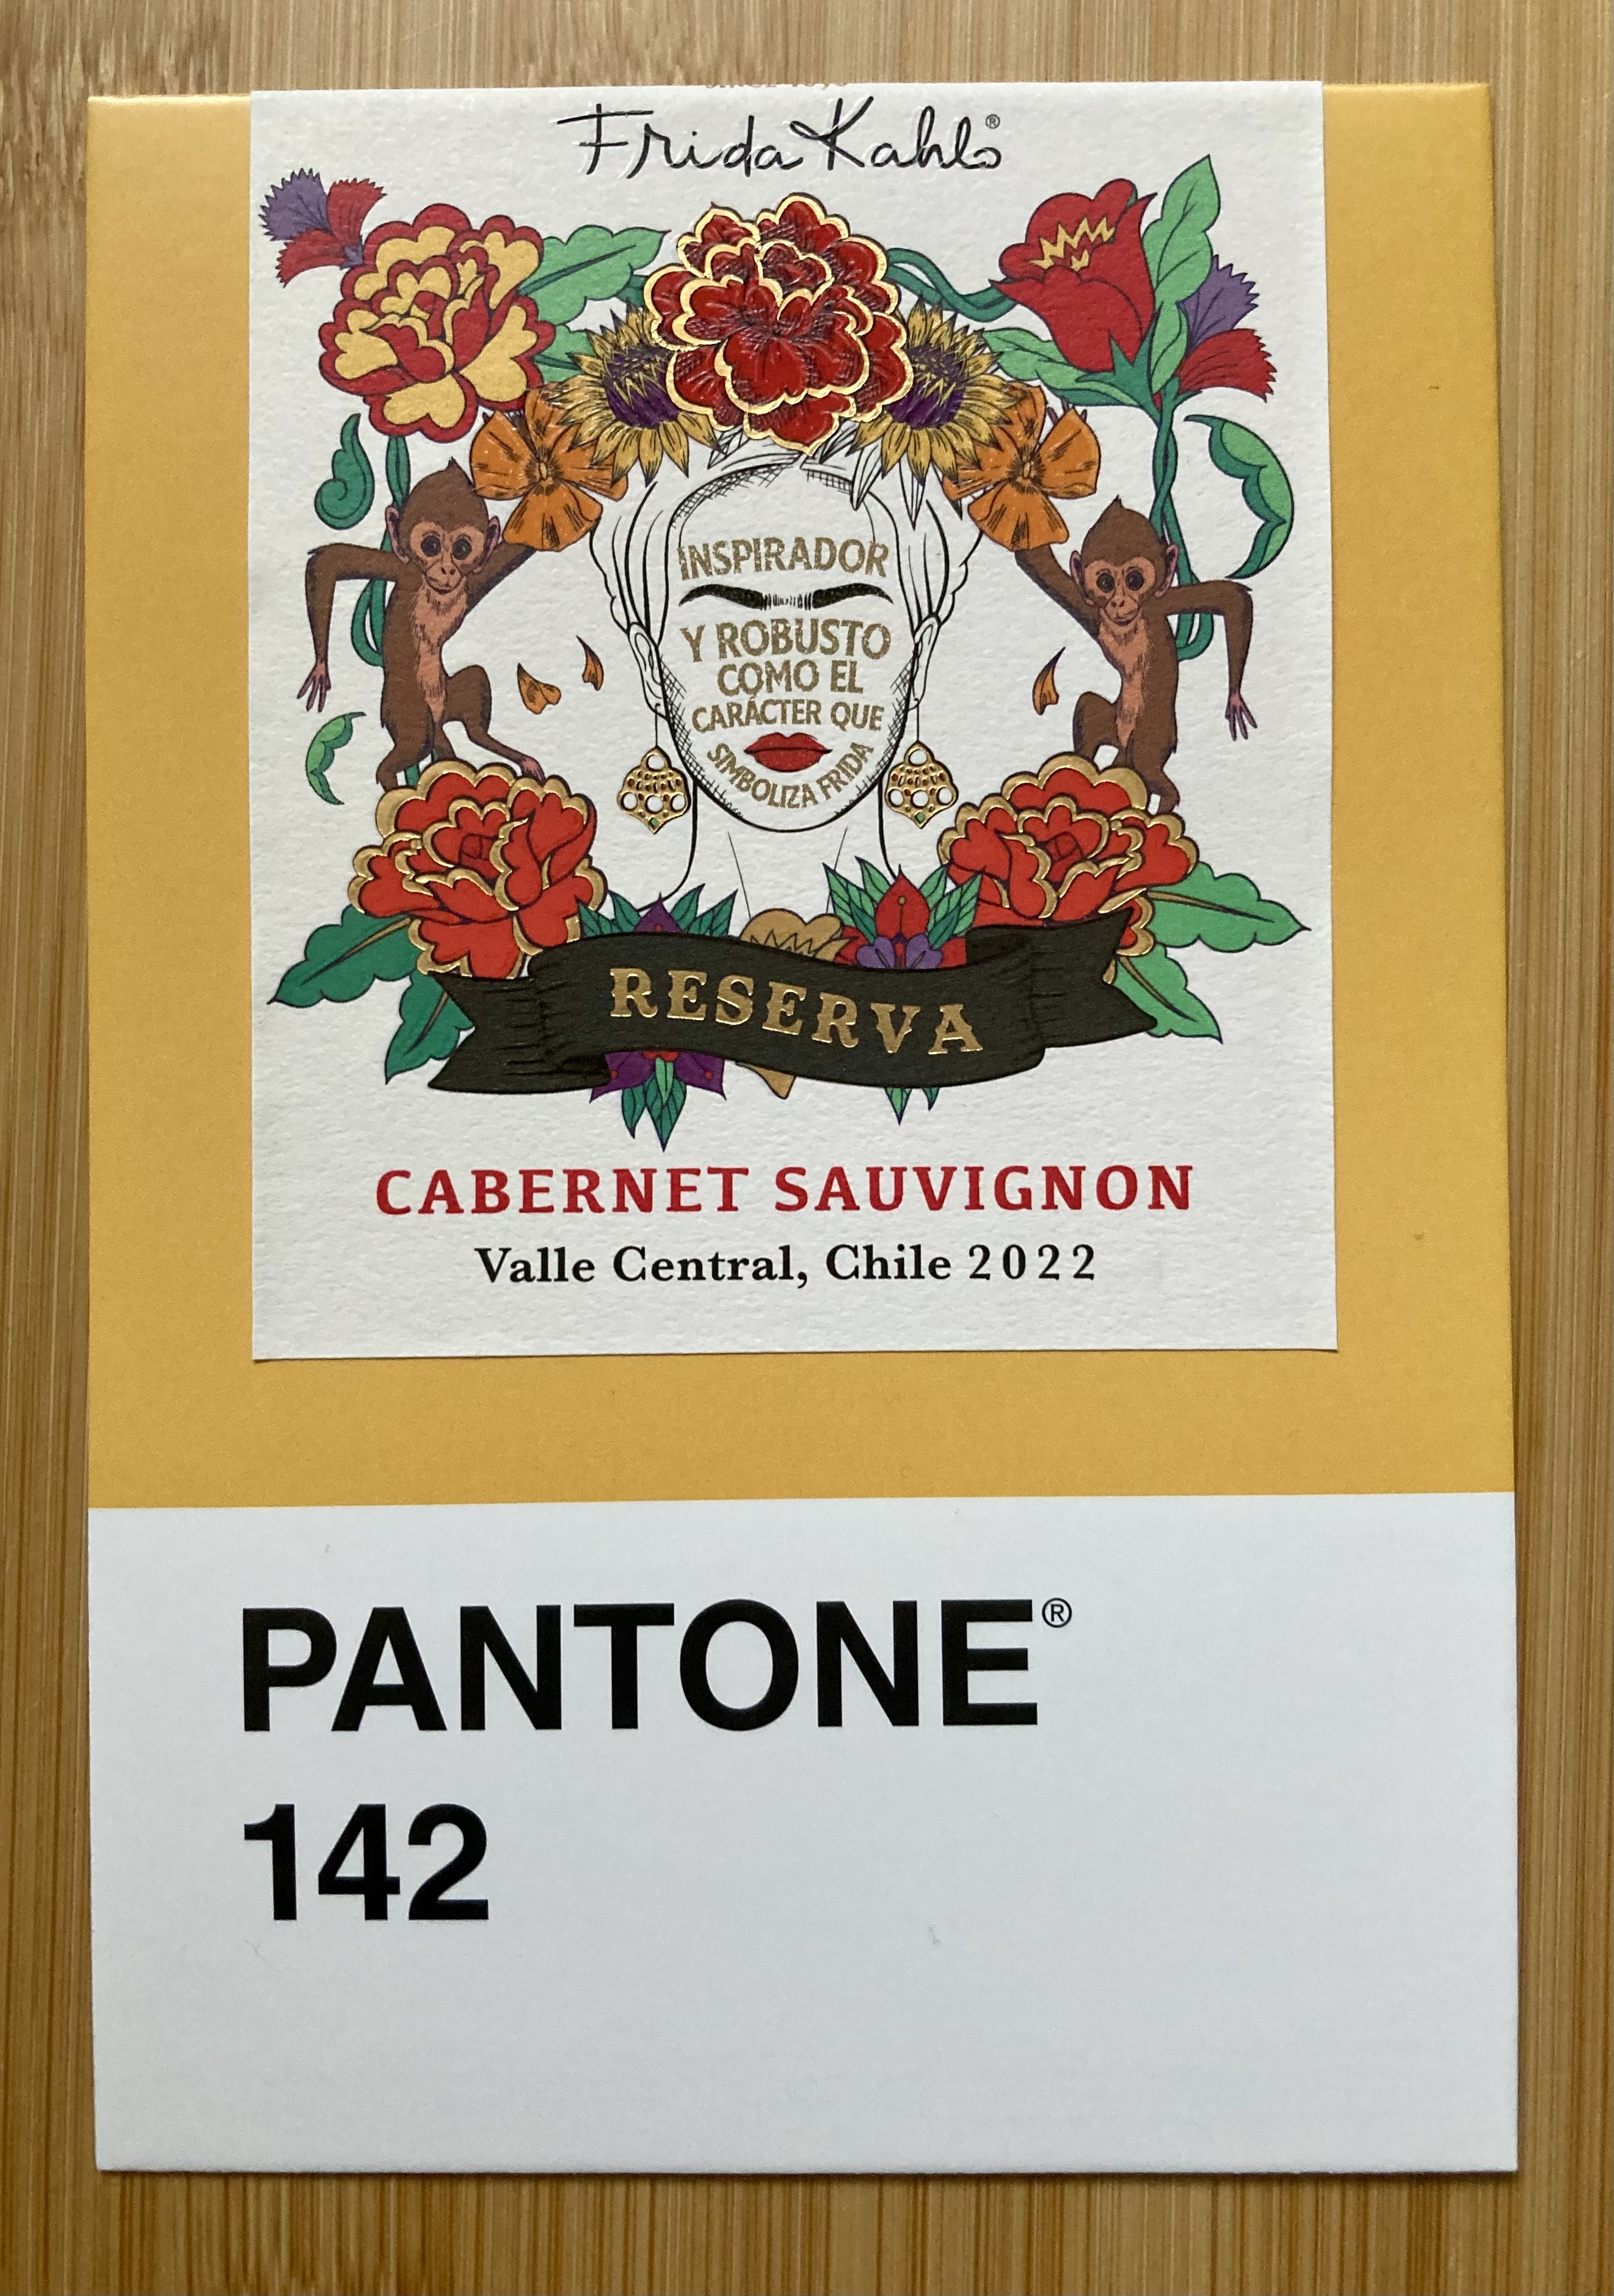 Frida Kahlo®
INSPIRADOR
Y ROBUSTO
COMO EL
CARÁCTER QUE
SIMBOLIZA FRIDA
RESERVA
CABERNET SAUVIGNON
Valle Central, Chile 2022
PANTONE®
142